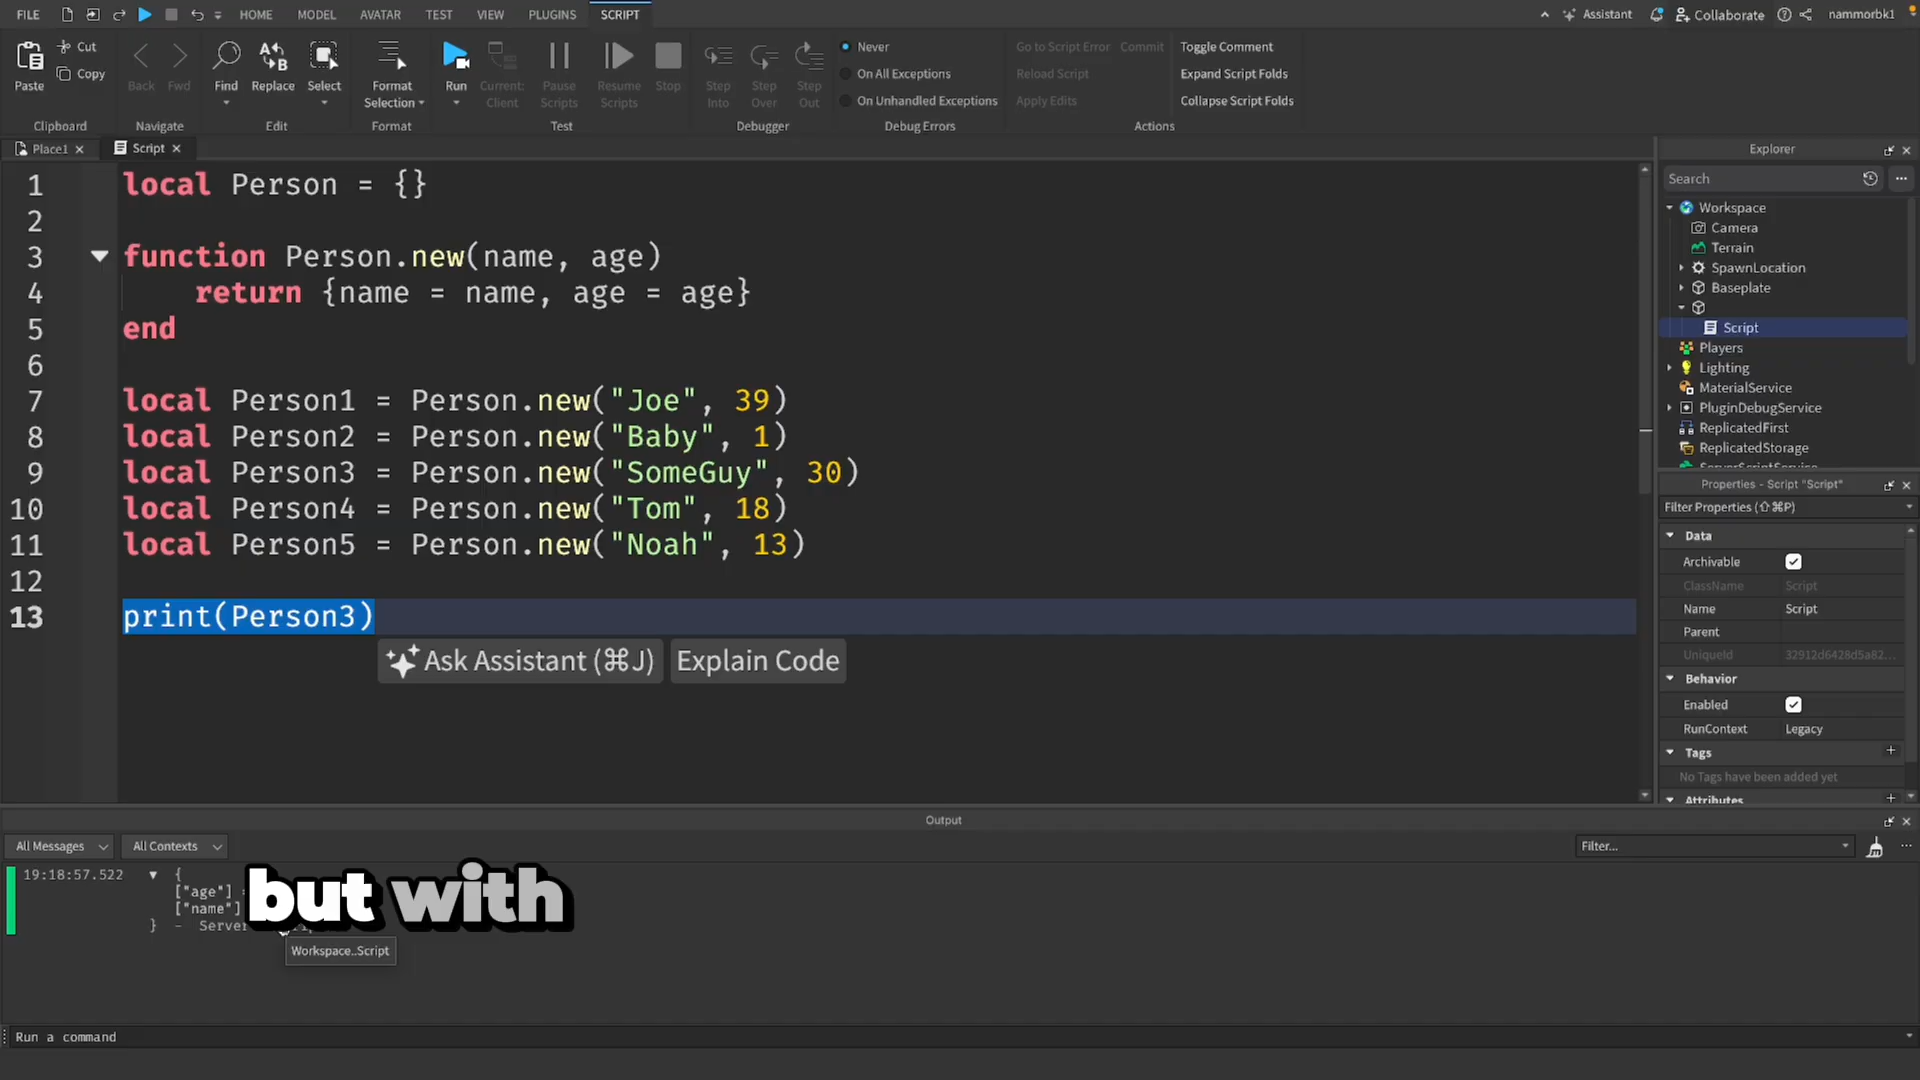 FILE HOME MODEL AVATAR TEST VIEW PLUGINS SCRIPT Assistant Collaborate nammorbk1
Paste Cut Copy Back Fwd Find Replace Select Format Selection Run Current: Client Pause Scripts Resume Scripts Stop Step Into Step Over Step Out
Never
On All Exceptions
On Unhandled Exceptions
Go to Script Error Commit
Reload Script
Apply Edits
Toggle Comment
Expand Script Folds
Collapse Script Folds
Clipboard Navigate Edit Format Test Debugger Debug Errors Actions
Place1 Script
1 local Person = {}
2
3 function Person.new(name, age)
4 return {name = name, age = age}
5 end
6
7 local Person1 = Person.new("Joe", 39)
8 local Person2 = Person.new("Baby", 1)
9 local Person3 = Person.new("SomeGuy", 30)
10 local Person4 = Person.new("Tom", 18)
11 local Person5 = Person.new("Noah", 13)
12
13 print(Person3)
Ask Assistant (⌘J) Explain Code
Explorer
Search
Workspace
Camera
Terrain
SpawnLocation
Baseplate
Script
Players
Lighting
MaterialService
PluginDebugService
ReplicatedFirst
ReplicatedStorage
ServerScriptService
Properties - Script "Script"
Filter Properties (⇧⌘P)
Data
Archivable
ClassName Script
Name Script
Parent
UniqueId 32912d6428d5a82...
Behavior
Enabled
RunContext Legacy
Tags
No Tags have been added yet
Attributes
Output
All Messages All Contexts Filter...
19:18:57.522 {
["age"]
["name"]
} - Server
but with
Workspace..Script
Run a command